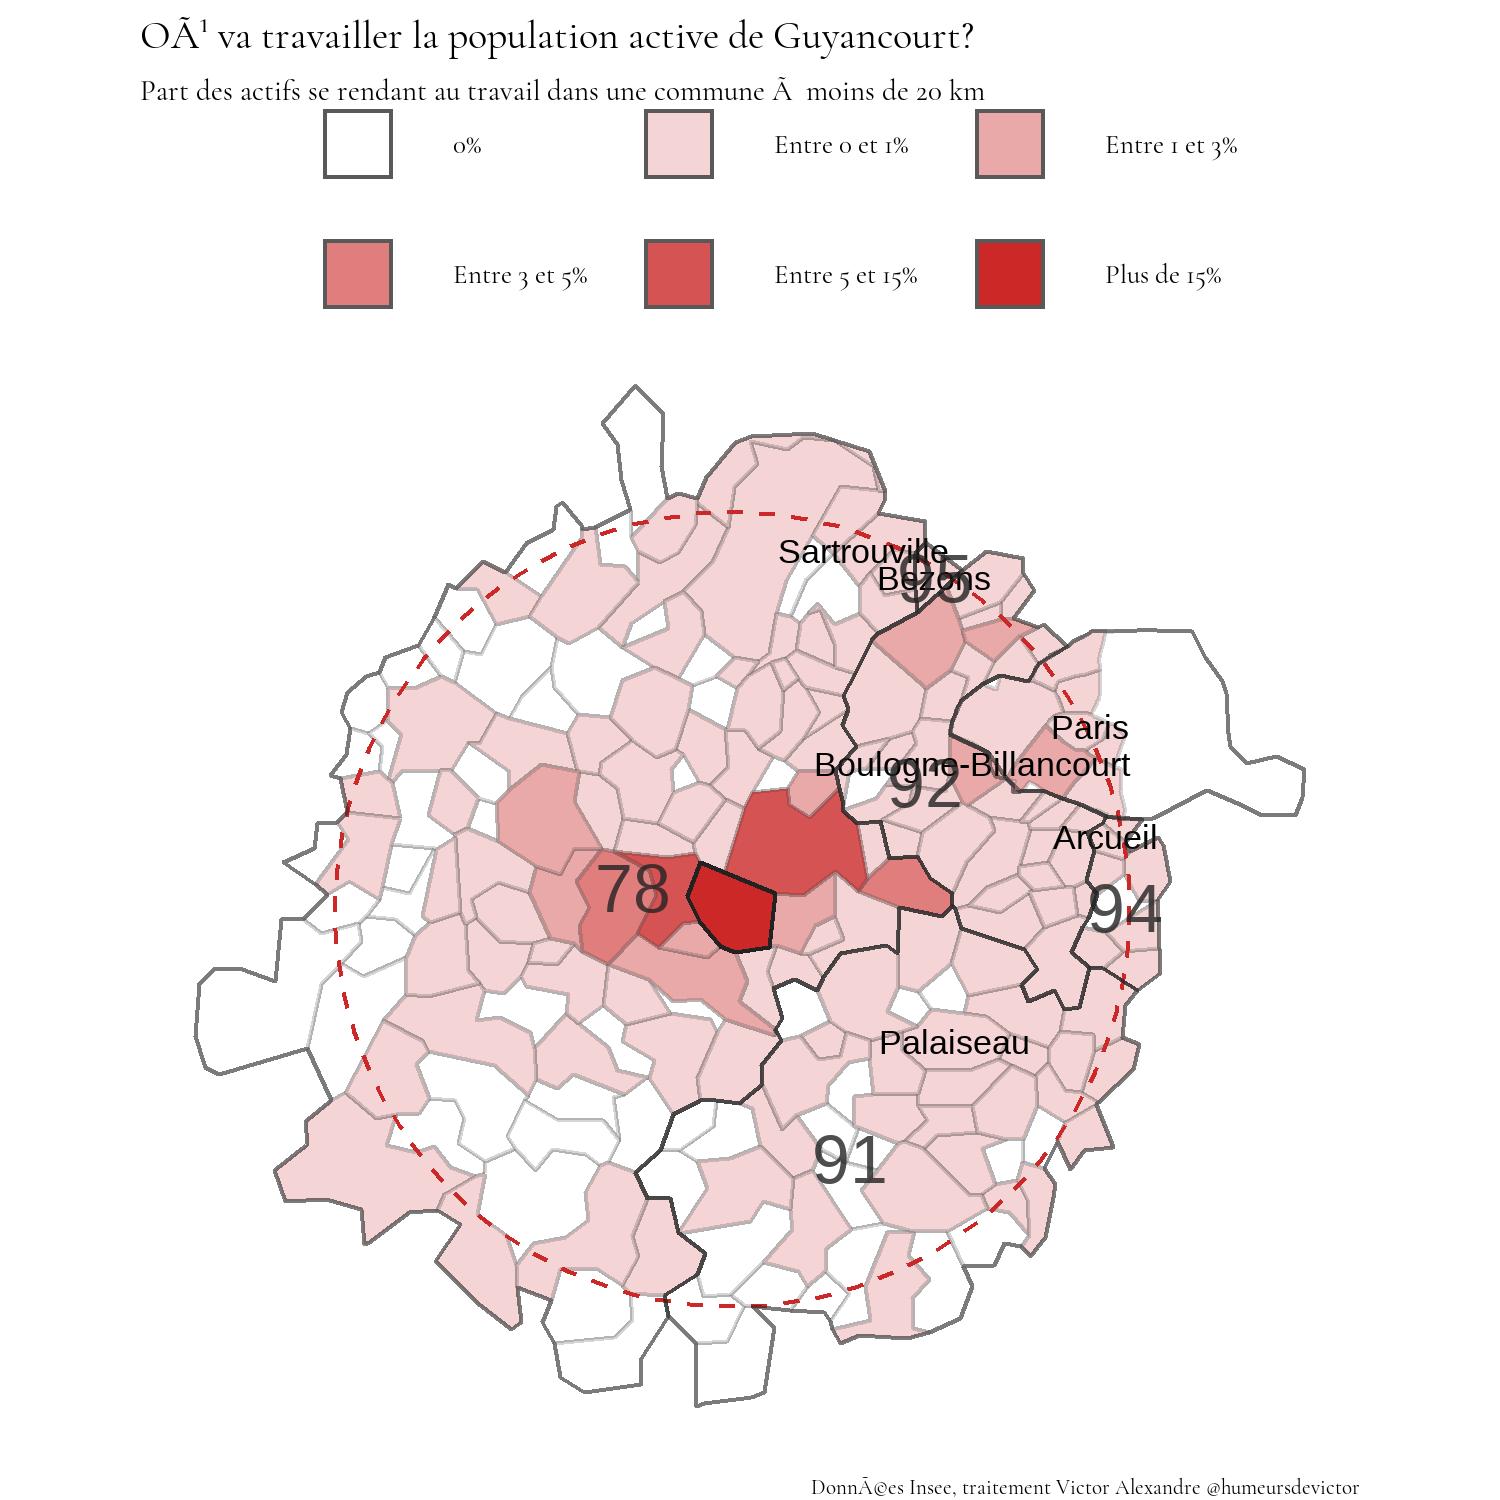 OÃ¹ va travailler la population active de Guyancourt?
Part des actifs se rendant au travail dans une commune Ã  moins de 20 km
0%
Entre 0 et 1%
Entre 1 et 3%
Entre 3 et 5%
Entre 5 et 15%
Plus de 15%
Sartrouville
95
Bezons
Paris
Boulogne-Billancourt
92
Arcueil
78
94
Palaiseau
91
DonnÃ©es Insee, traitement Victor Alexandre @humeursdevictor